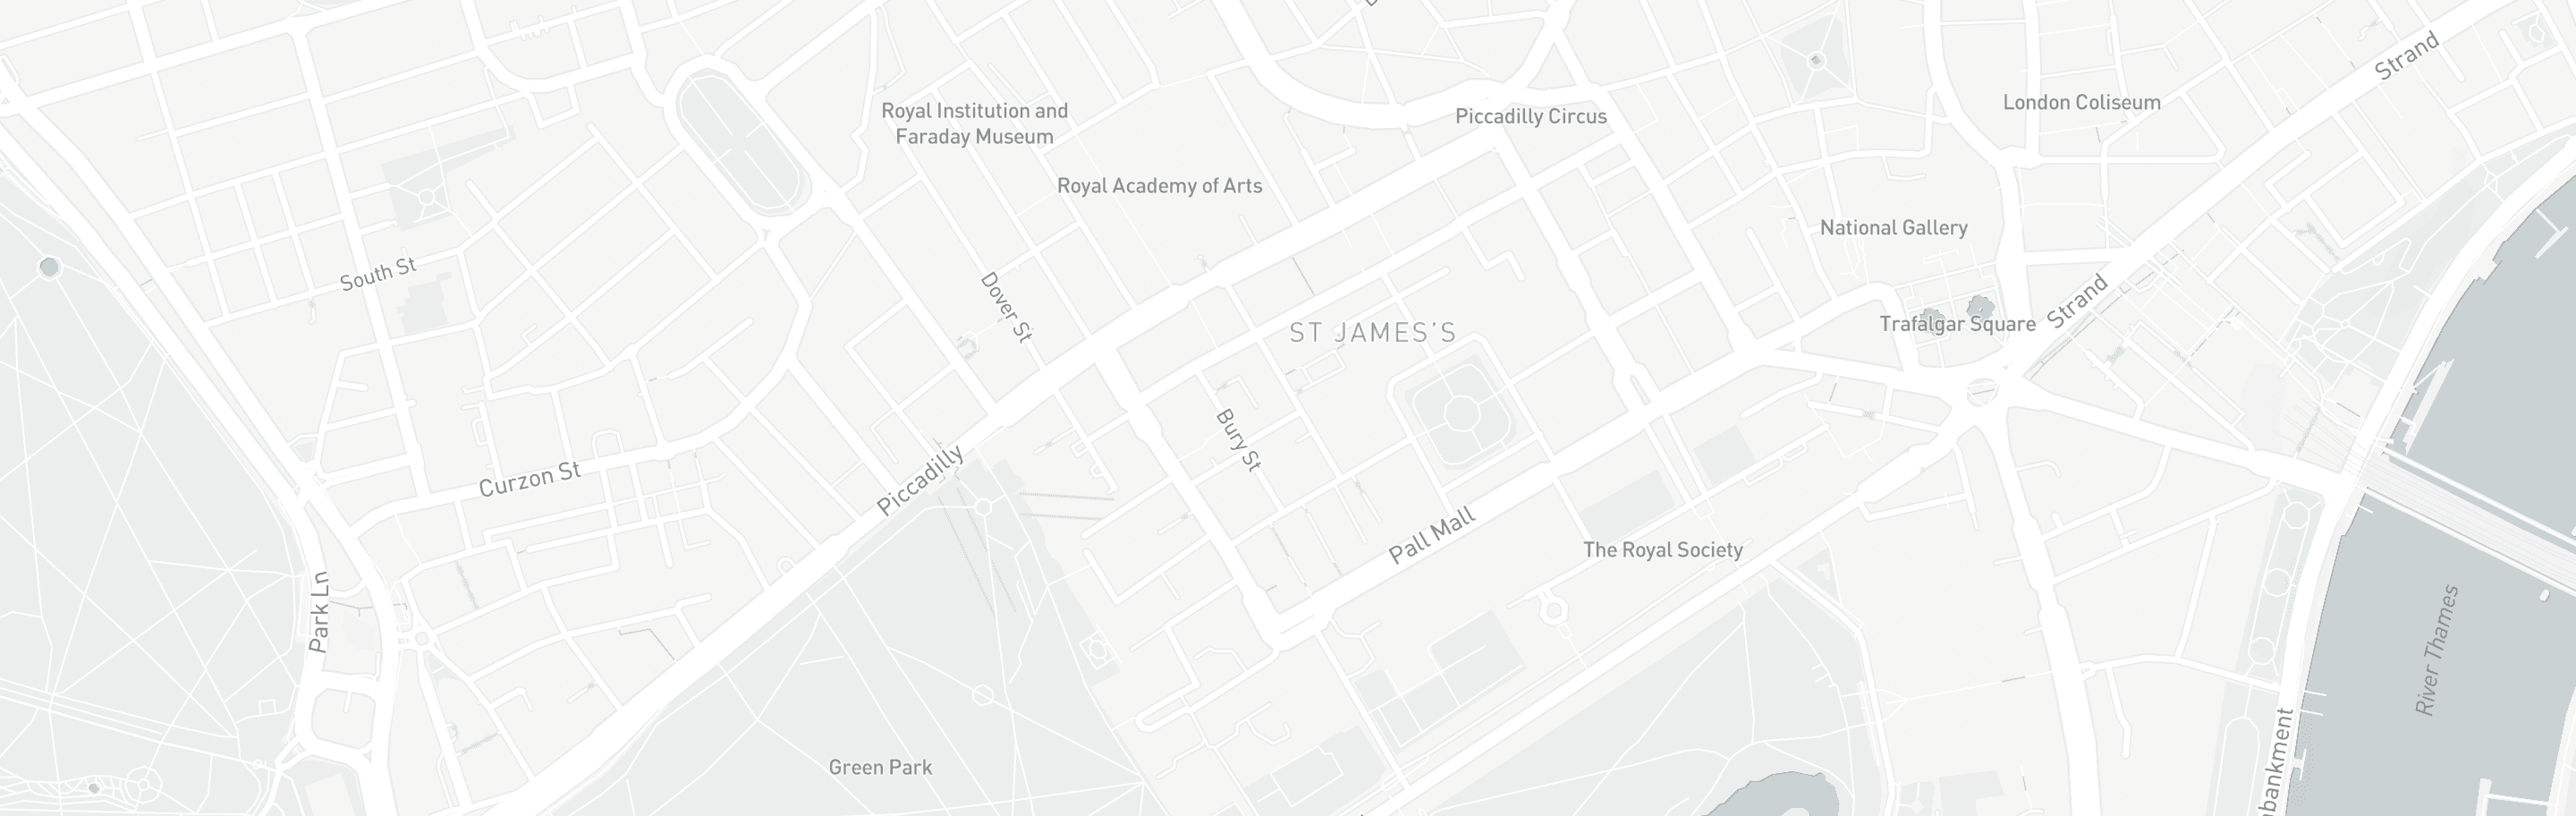 Strand
Royal Institution and
Faraday Museum
Piccadilly Circus
London Coliseum
Royal Academy of Arts
National Gallery
South St
Dover St
Strand
ST JAMES'S
Trafalgar Square
Bury St
Curzon St
Piccadilly
Pall Mall
The Royal Society
Park Ln
River Thames
Green Park